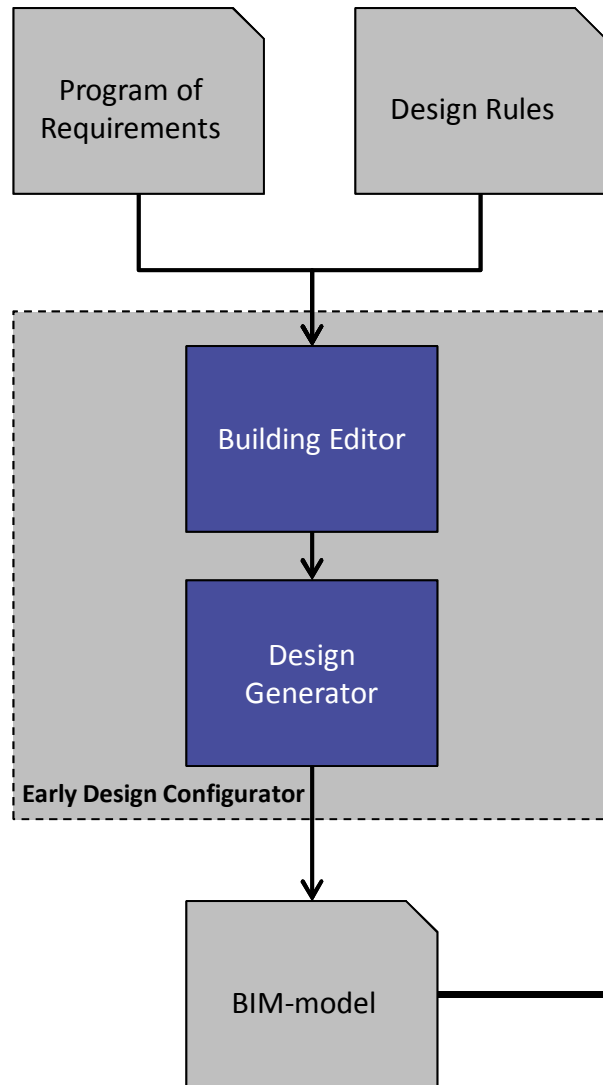 Program of
Requirements
Design Rules
Building Editor
Design
Generator
Early Design Configurator
BIM-model